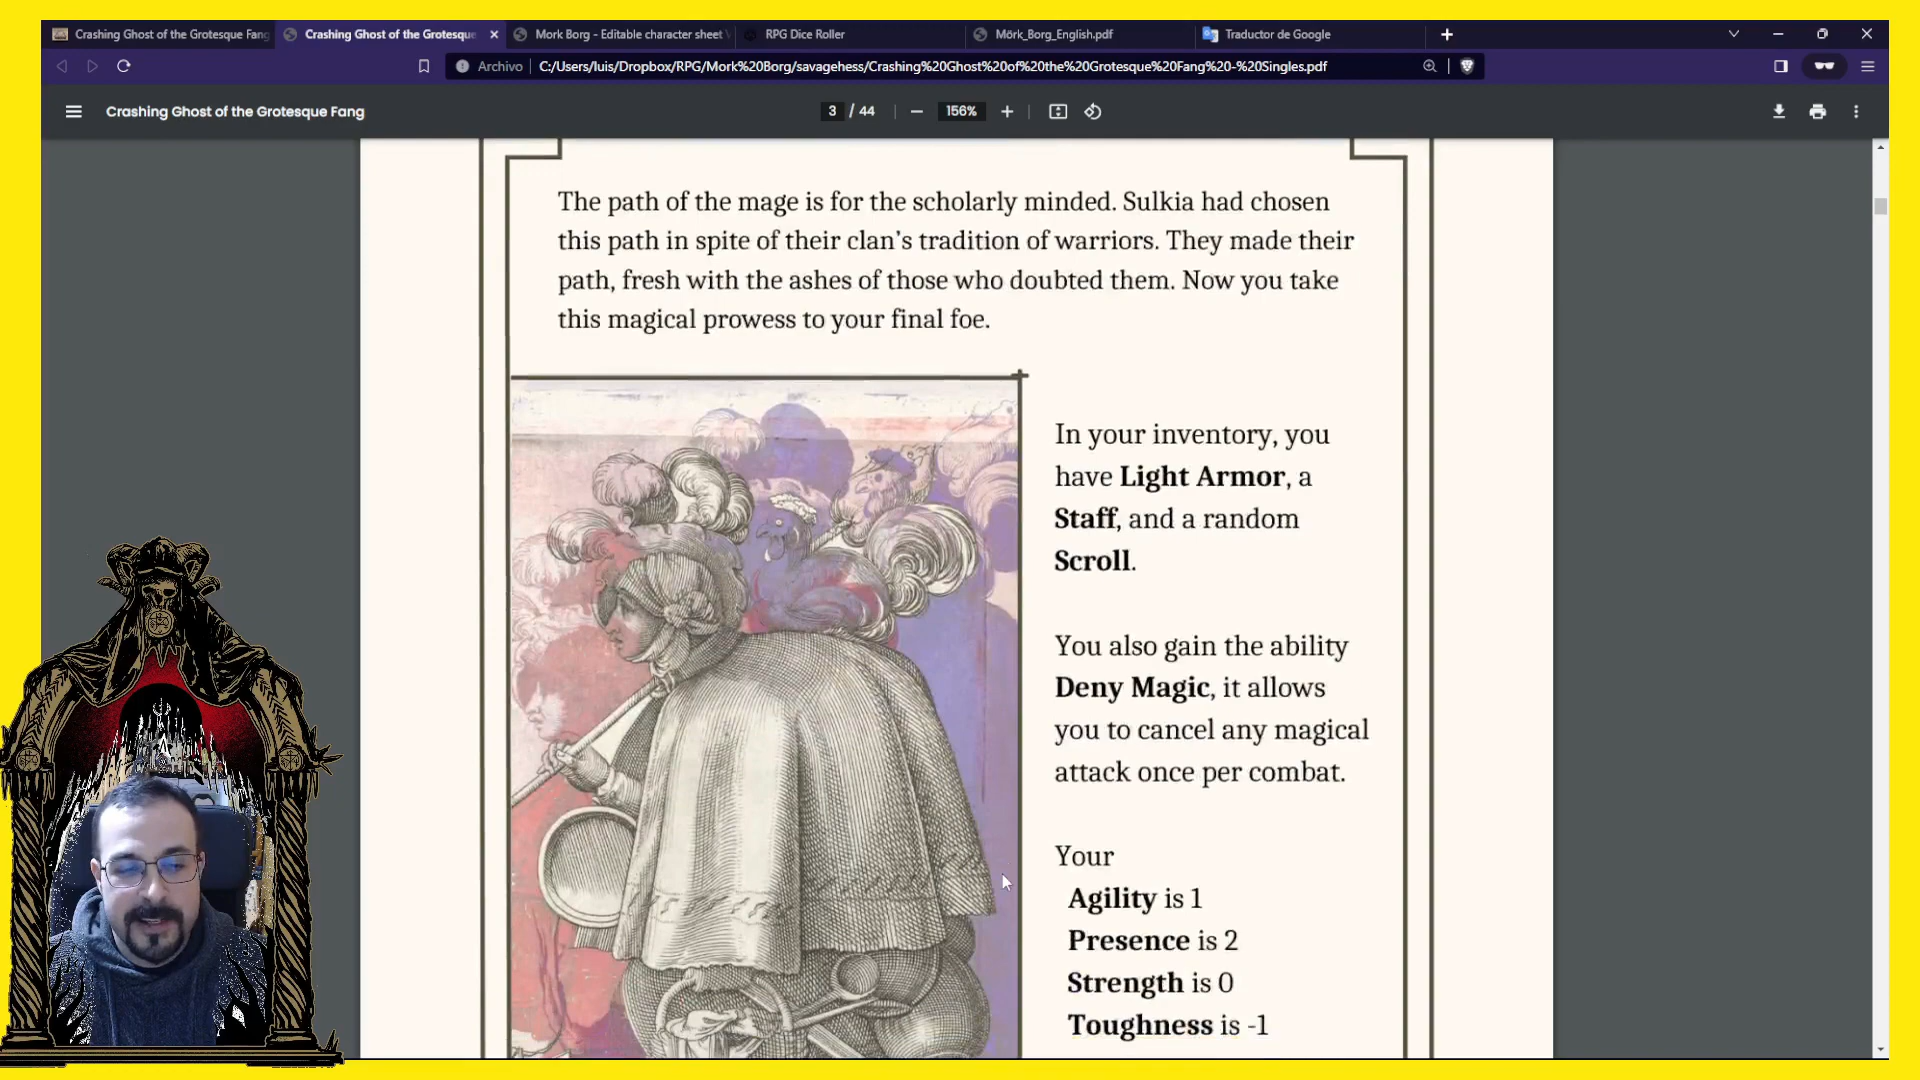 Crashing Ghost of the Grotesque Fang
Crashing Ghost of the Grotesque
Mork Borg - Editable character sheet
RPG Dice Roller
Mörk_Borg_English.pdf
Traductor de Google
Archivo
C:/Users/luis/Dropbox/RPG/Mork%20Borg/savagehess/Crashing%20Ghost%20of%20the%20Grotesque%20Fang%20-%20Singles.pdf
Crashing Ghost of the Grotesque Fang
3 / 44
156%
The path of the mage is for the scholarly minded. Sulkia had chosen
this path in spite of their clan’s tradition of warriors. They made their
path, fresh with the ashes of those who doubted them. Now you take
this magical prowess to your final foe.
In your inventory, you
have Light Armor, a
Staff, and a random
Scroll.
You also gain the ability
Deny Magic, it allows
you to cancel any magical
attack once per combat.
Your
Agility is 1
Presence is 2
Strength is 0
Toughness is -1